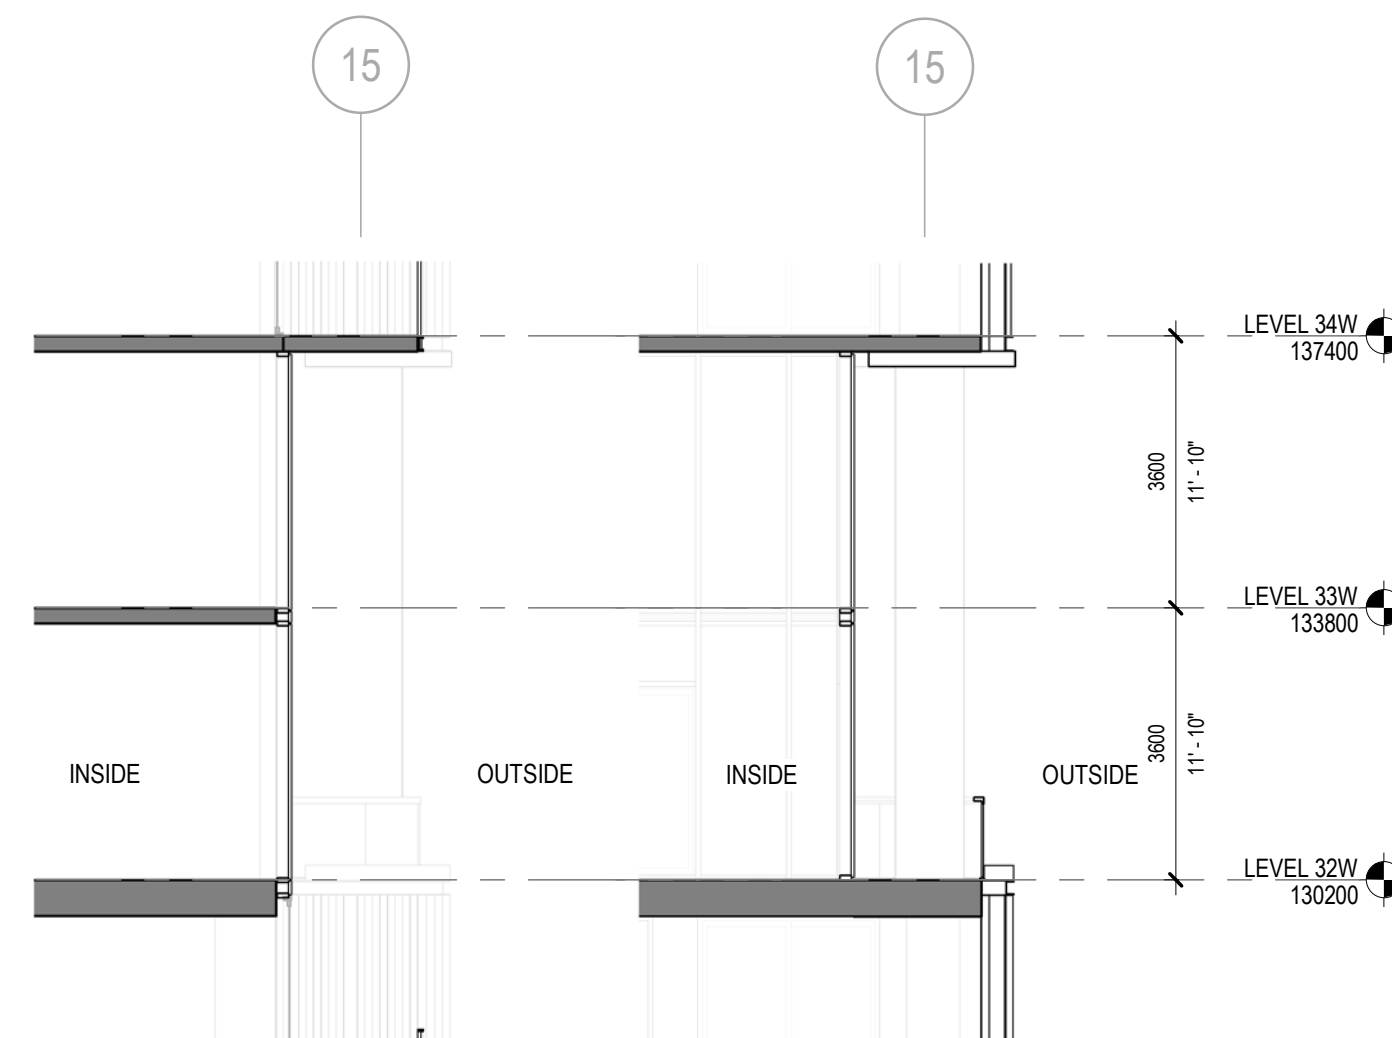 15
15
LEVEL 34W
137400
3600
11' - 10"
LEVEL 33W
133800
3600
11' - 10"
INSIDE
OUTSIDE
INSIDE
OUTSIDE
LEVEL 32W
130200